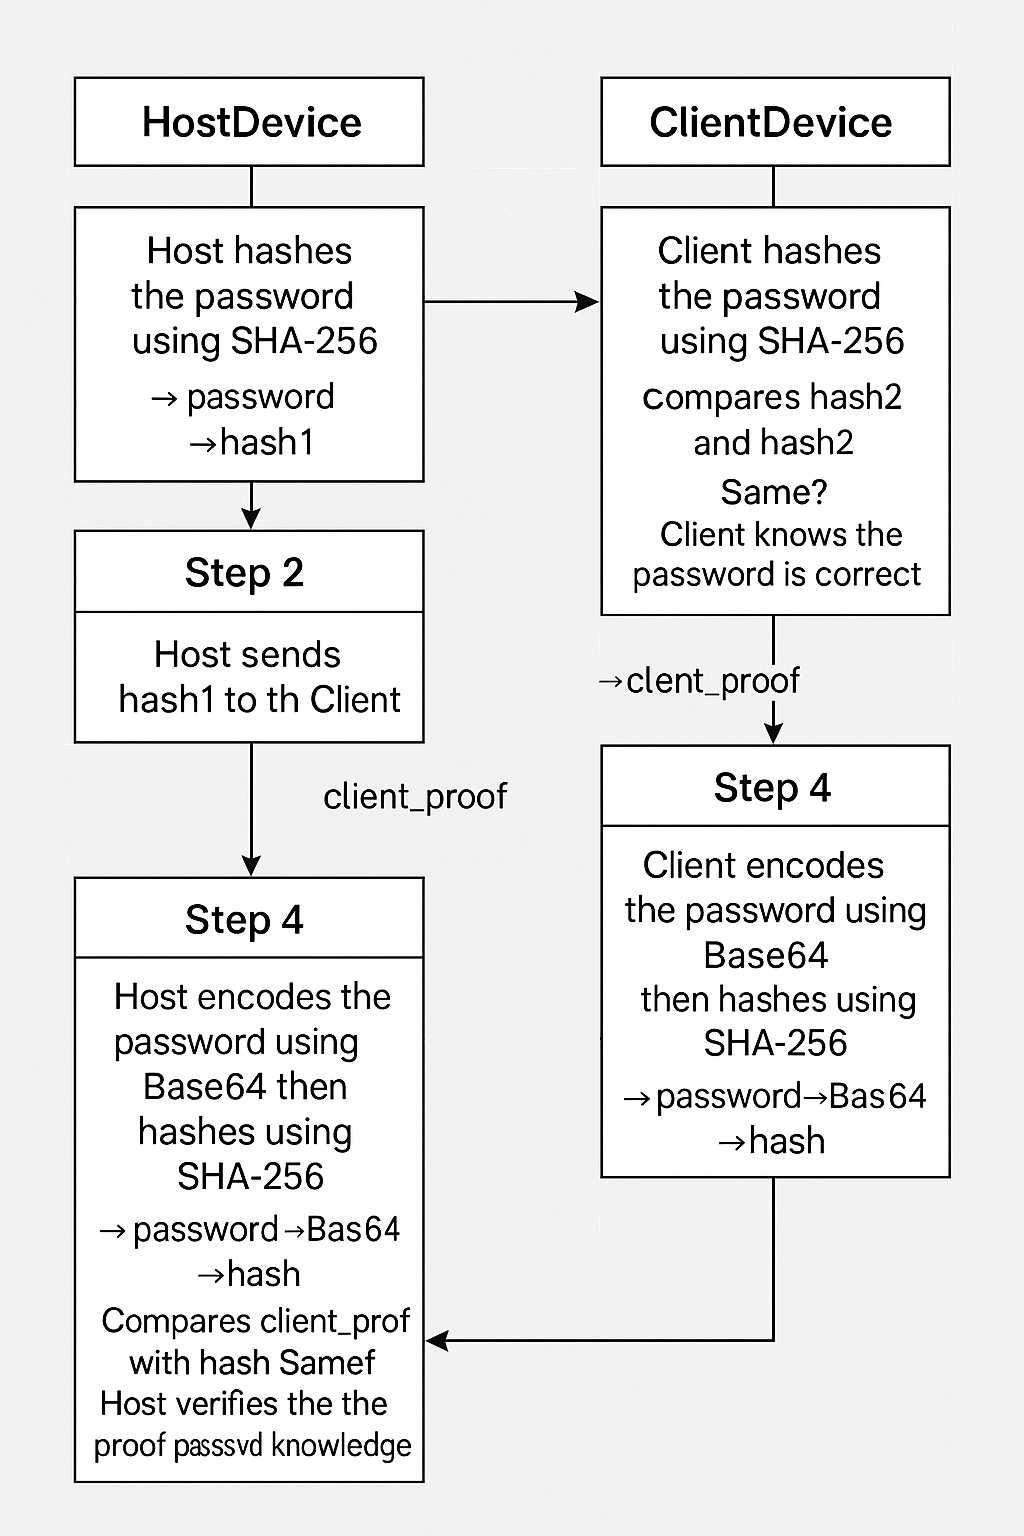 HostDevice
Host hashes
the password
using SHA-256
→ password
→hash1
Step 2
Host sends
hash1 to th Client
client_proof
Step 4
Host encodes the
password using
Base64 then
hashes using
SHA-256
→ password→Bas64
→hash
Compares client_prof
with hash Samef
Host verifies the the
proof passsvd knowledge
ClientDevice
Client hashes
the password
using SHA-256
compares hash2
and hash2
Same?
Client knows the
password is correct
→clent_proof
Step 4
Client encodes
the password using
Base64
then hashes using
SHA-256
→password→Bas64
→hash